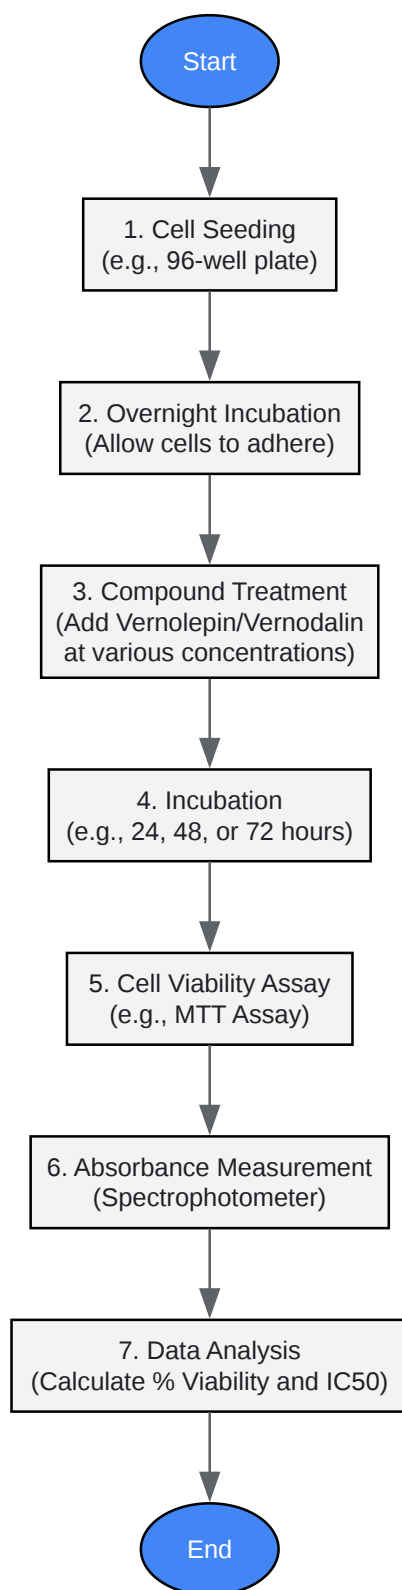 Start
1. Cell Seeding
(e.g., 96-well plate)
2. Overnight Incubation
(Allow cells to adhere)
3. Compound Treatment
(Add Vernolepin/Vernodalin
at various concentrations)
4. Incubation
(e.g., 24, 48, or 72 hours)
5. Cell Viability Assay
(e.g., MTT Assay)
6. Absorbance Measurement
(Spectrophotometer)
7. Data Analysis
(Calculate % Viability and IC50)
End